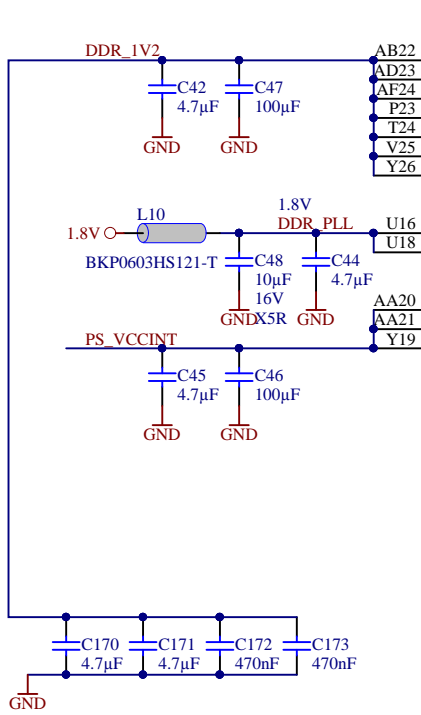 DDR_1V2
AB22
AD23
AF24
P23
T24
V25
Y26
C42
4.7µF
C47
100µF
GND
GND
1.8V
L10
BKP0603HS121-T
1.8V
DDR_PLL
U16
U18
C48
10µF
16V
X5R
C44
4.7µF
GND
GND
AA20
AA21
Y19
PS_VCCINT
C45
4.7µF
C46
100µF
GND
GND
C170
4.7µF
C171
4.7µF
C172
470nF
C173
470nF
GND